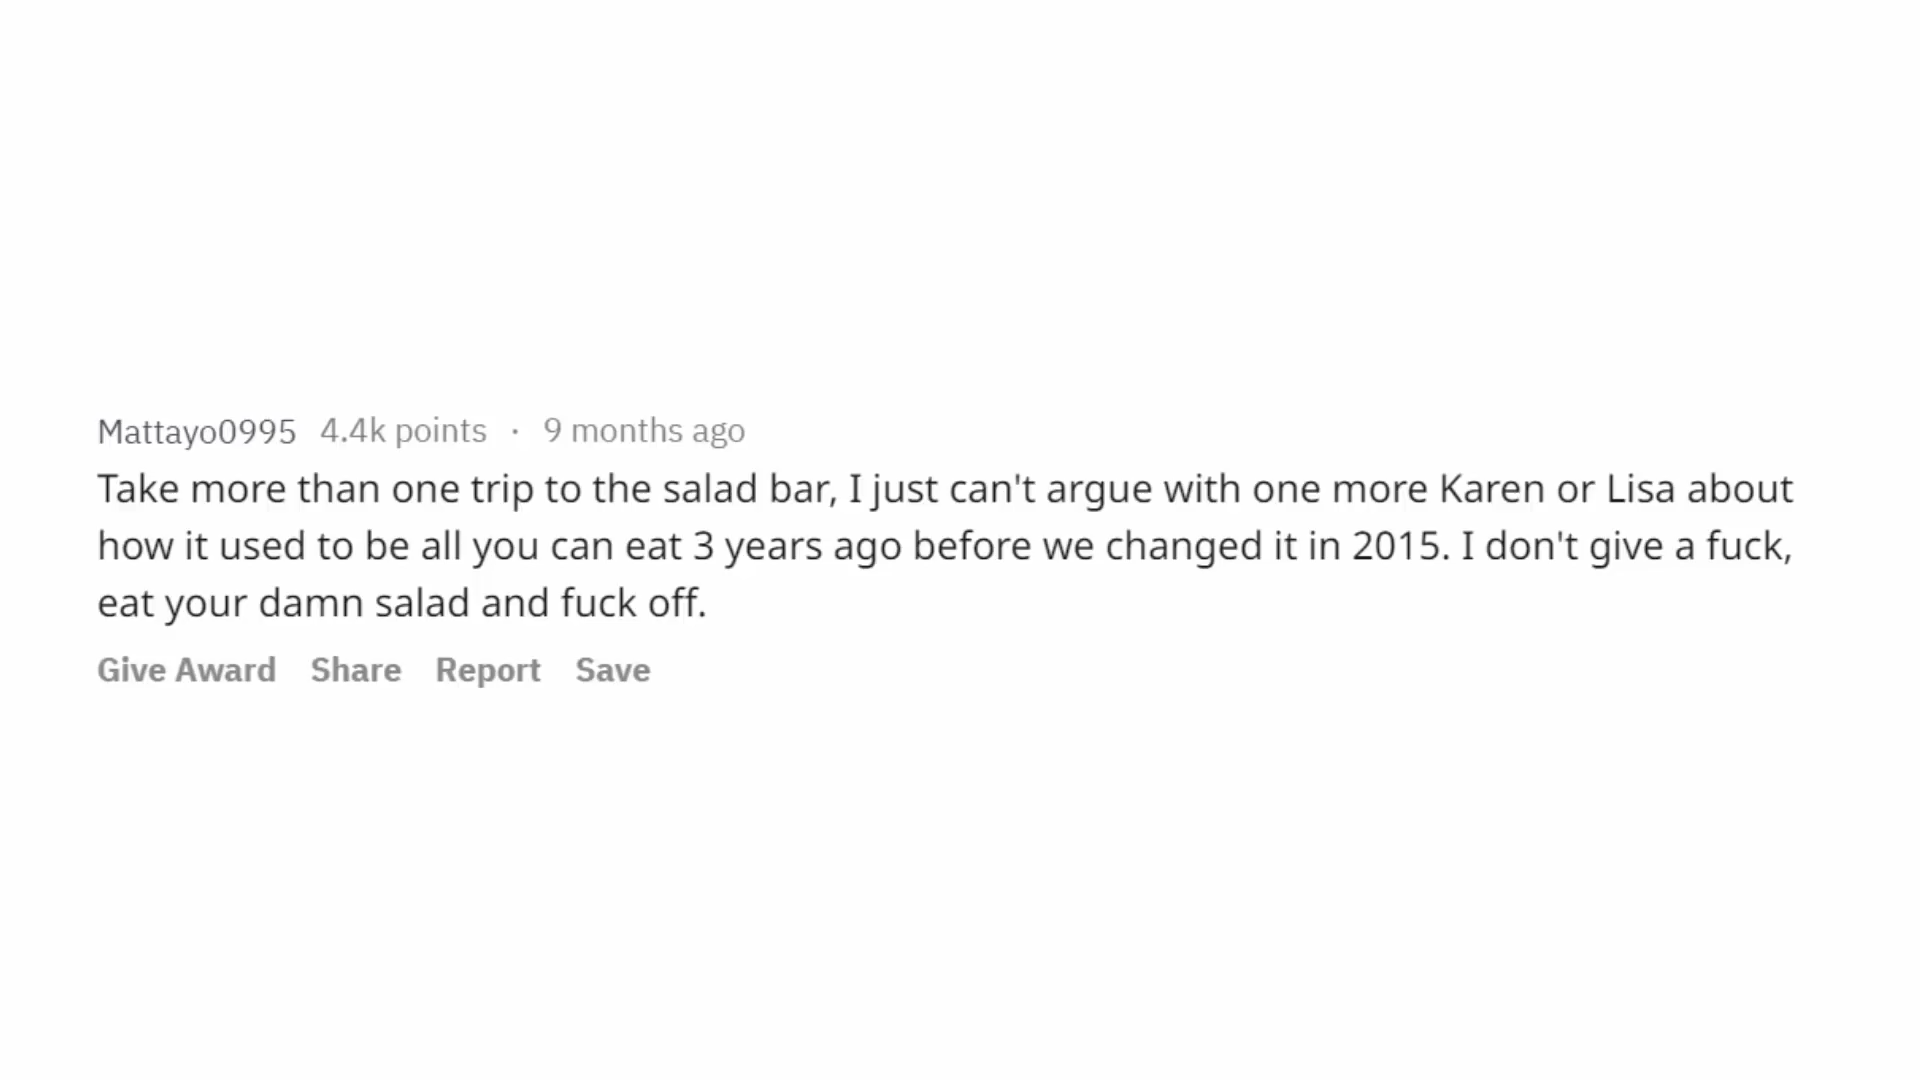 Mattayo0995 4.4k points · 9 months ago
Take more than one trip to the salad bar, I just can't argue with one more Karen or Lisa about
how it used to be all you can eat 3 years ago before we changed it in 2015. I don't give a fuck,
eat your damn salad and fuck off.
Give Award Share Report Save